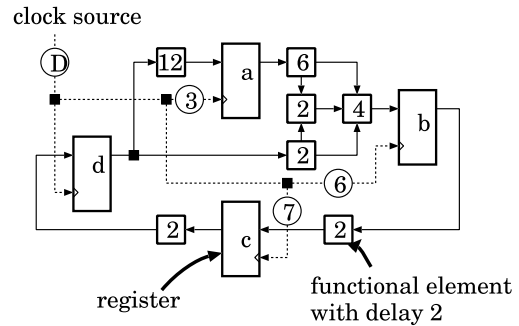 clock source
D
12
a
6
3
2
4
b
d
2
6
7
2
c
2
register
functional element
with delay 2